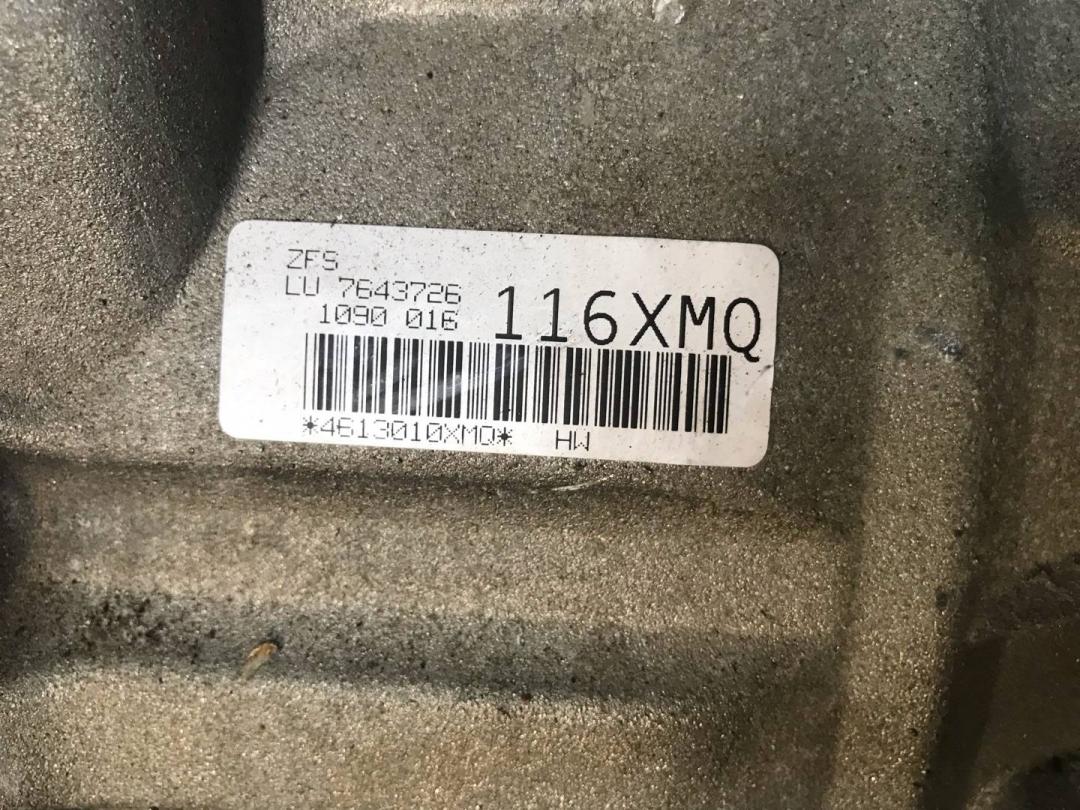 ZFS
LU 7643726
1090 016 116XMQ
*4613010XMQ* HW